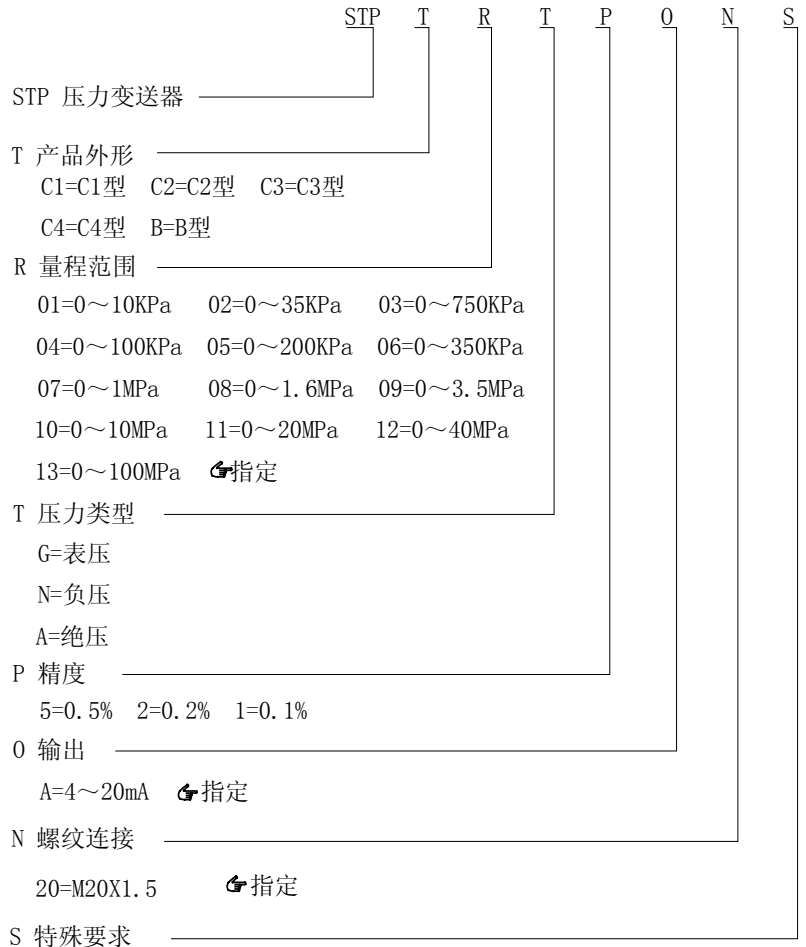 STP T R T P O N S
STP 压力变送器
T 产品外形
C1=C1型 C2=C2型 C3=C3型
C4=C4型 B=B型
R 量程范围
01=0～10KPa 02=0～35KPa 03=0～750KPa
04=0～100KPa 05=0～200KPa 06=0～350KPa
07=0～1MPa 08=0～1.6MPa 09=0～3.5MPa
10=0～10MPa 11=0～20MPa 12=0～40MPa
13=0～100MPa ☞指定
T 压力类型
G=表压
N=负压
A=绝压
P 精度
5=0.5% 2=0.2% 1=0.1%
O 输出
A=4～20mA ☞指定
N 螺纹连接
20=M20X1.5 ☞指定
S 特殊要求